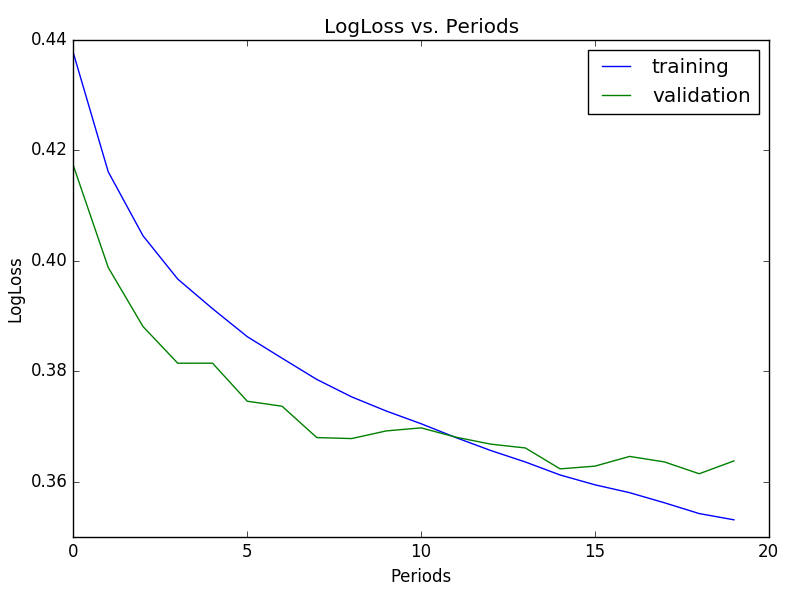 LogLoss vs. Periods
training
validation
0.44
0.42
0.40
0.38
0.36
LogLoss
0 5 10 15 20
Periods